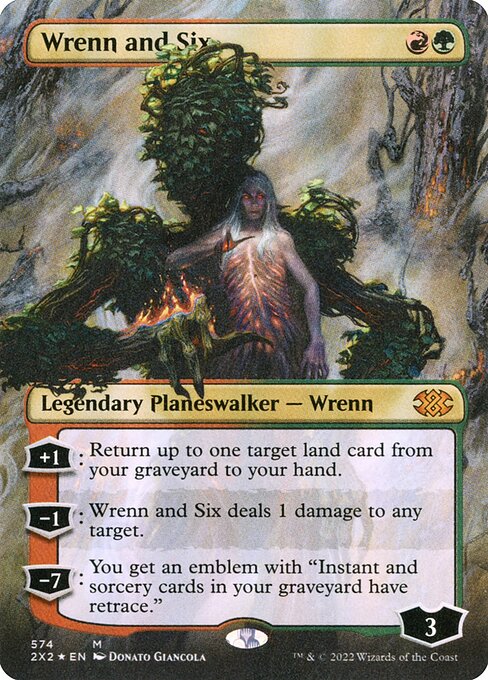 Wrenn and Six
Legendary Planeswalker — Wrenn
+1 : Return up to one target land card from
your graveyard to your hand.
-1 : Wrenn and Six deals 1 damage to any
target.
-7 : You get an emblem with “Instant and
sorcery cards in your graveyard have
retrace.”
3
574 M
2X2 ★ EN Donato Giancola
™ & © 2022 Wizards of the Coast